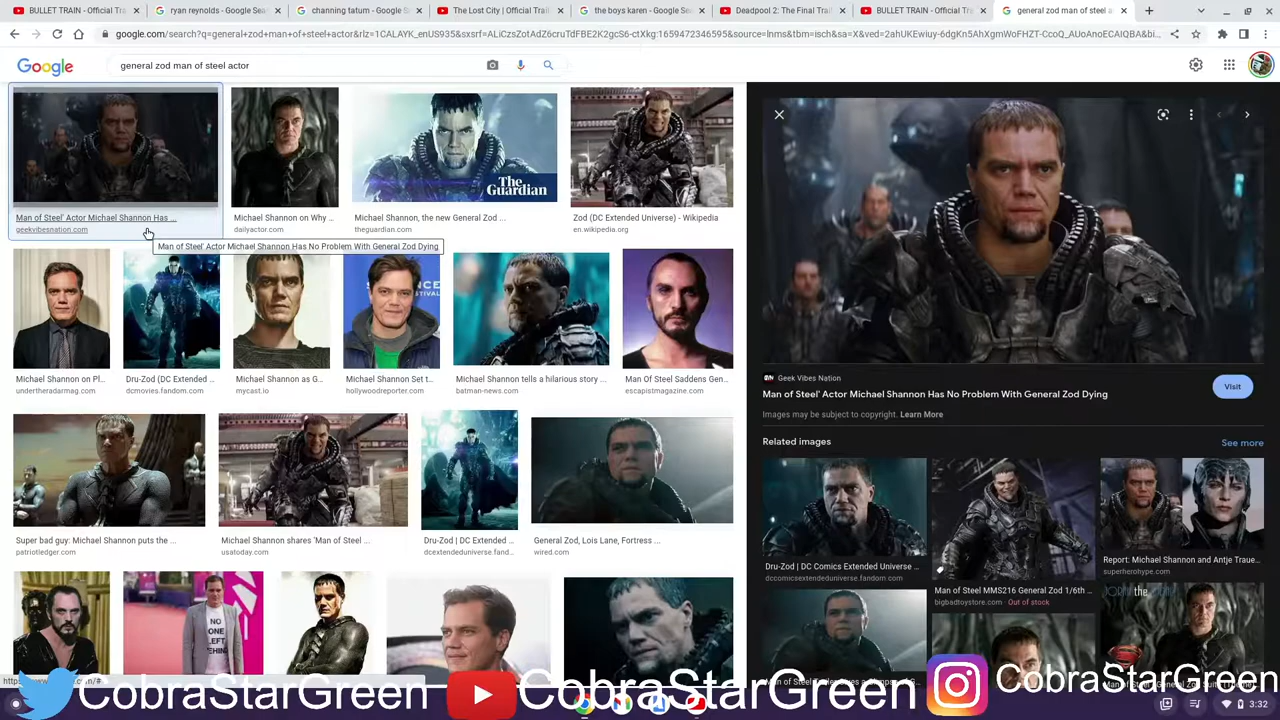 BULLET TRAIN - Official Tra
ryan reynolds - Google Sea
channing tatum - Google S
The Lost City | Official Trai
the boys karen - Google Se
Deadpool 2: The Final Trai
BULLET TRAIN - Official Tra
general zod man of steel a
google.com/search?q=general+zod+man+of+steel+actor&rlz=1CALAYK_enUS935&sxsrf=
Google
general zod man of steel actor
The Guardian
Man of Steel' Actor Michael Shannon Has ...
geekvibesnation.com
Michael Shannon on Why ...
dailyactor.com
Michael Shannon, the new General Zod ...
theguardian.com
Zod (DC Extended Universe) - Wikipedia
en.wikipedia.org
Man of Steel' Actor Michael Shannon Has No Problem With General Zod Dying
Michael Shannon on Pl...
undertheradarmag.com
Dru-Zod (DC Extended ...
dcmovies.fandom.com
Michael Shannon as G...
mycast.io
Michael Shannon Set t...
hollywoodreporter.com
Michael Shannon tells a hilarious story ...
batman-news.com
Man Of Steel Saddens Gen...
escapistmagazine.com
Super bad guy: Michael Shannon puts the ...
patriotledger.com
Michael Shannon shares 'Man of Steel ...
usatoday.com
Dru-Zod | DC Extended ...
dcextendeduniverse.fand...
General Zod, Lois Lane, Fortress ...
wired.com
NO
ONE
LEFT
BEHIND
Geek Vibes Nation
Man of Steel' Actor Michael Shannon Has No Problem With General Zod Dying
Visit
Images may be subject to copyright. Learn More
Related images
See more
Dru-Zod | DC Comics Extended Universe ...
dccomicsextendeduniverse.fandom.com
Man of Steel MMS216 General Zod 1/6th ...
bigbadtoystore.com · Out of stock
Report: Michael Shannon and Antje Traue...
superherohype.com
CobraStarGreen
CobraStarGreen
CobraStarGreen
3:32